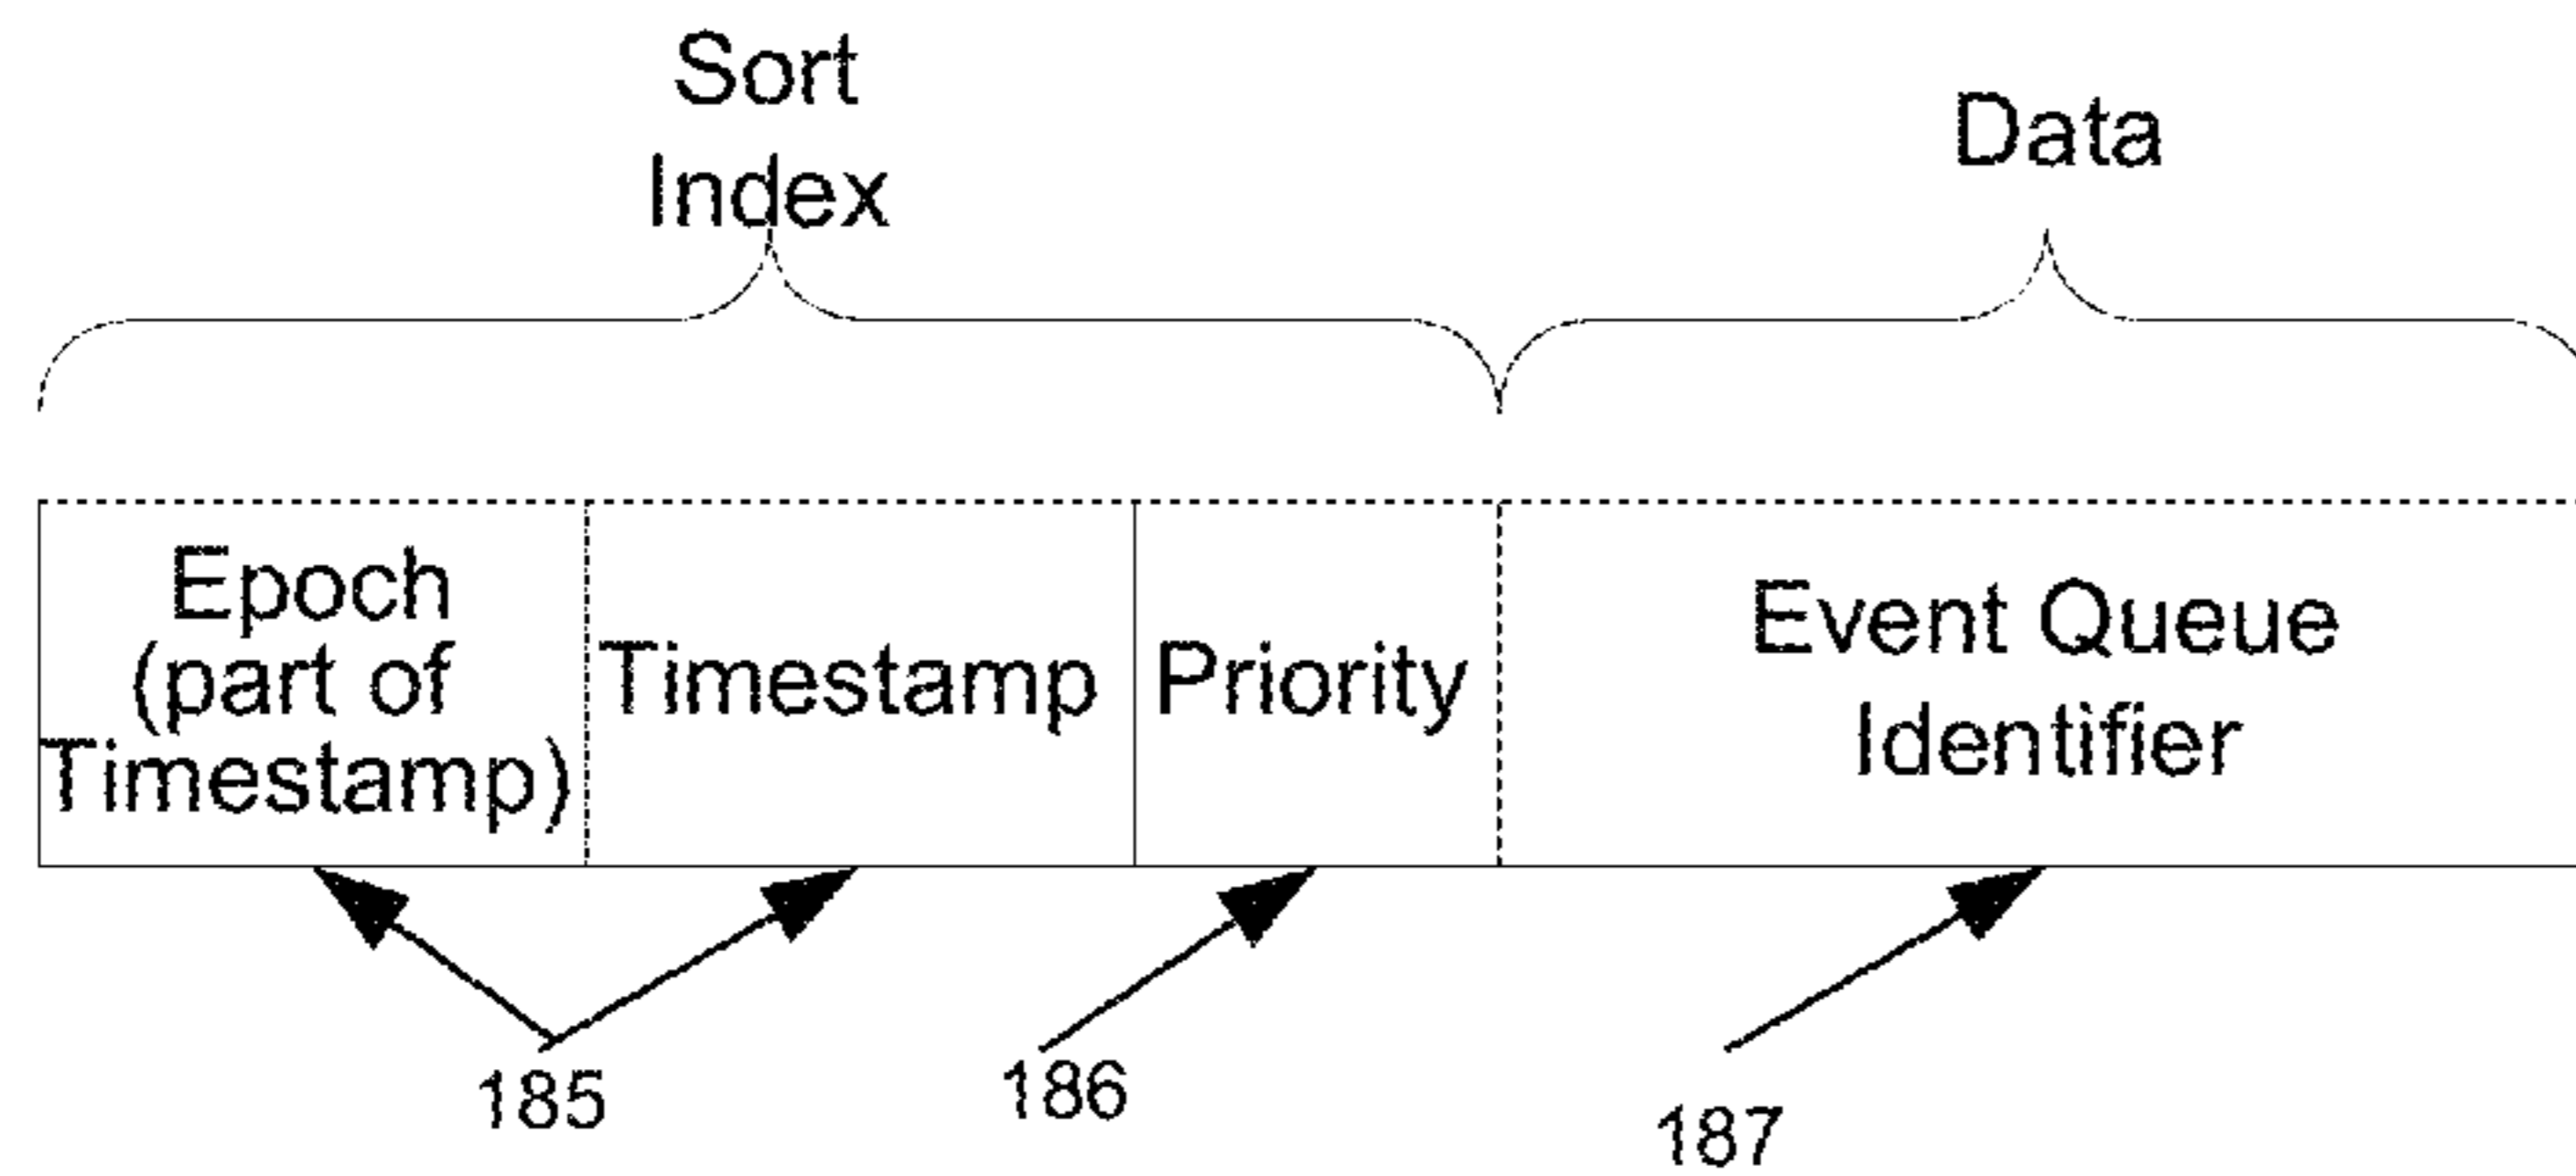 Sort
Index
Data
Epoch
(part of
Timestamp)
Timestamp
Priority
Event Queue
Identifier
185
186
187